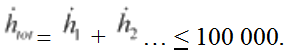 ḣtot = ḣ1 + ḣ2 ... ≤ 100 000.